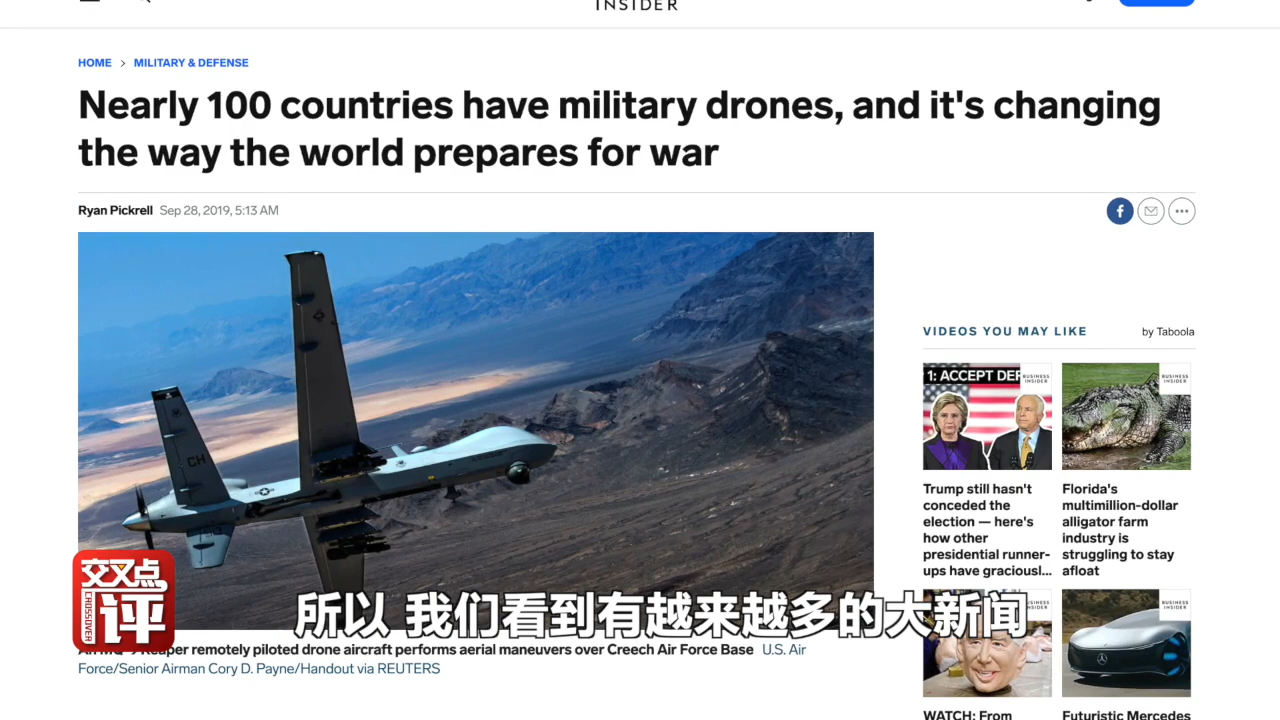 INSIDER
HOME > MILITARY & DEFENSE
Nearly 100 countries have military drones, and it's changing
the way the world prepares for war
Ryan Pickrell Sep 28, 2019, 5:13 AM
CH
VIDEOS YOU MAY LIKE by Taboola
1: ACCEPT DEF
BUSINESS
INSIDER
BUSINESS
INSIDER
Trump still hasn't
conceded the
election — here's
how other
presidential runner-
ups have graciousl...
Florida's
multimillion-dollar
alligator farm
industry is
struggling to stay
afloat
交叉点
评
CROSSOVER
所以 我们看到有越来越多的大新闻
BUSINESS
INSIDER
Reaper remotely piloted drone aircraft performs aerial maneuvers over Creech Air Force Base U.S. Air
Force/Senior Airman Cory D. Payne/Handout via REUTERS
WATCH: From
Futuristic Mercedes